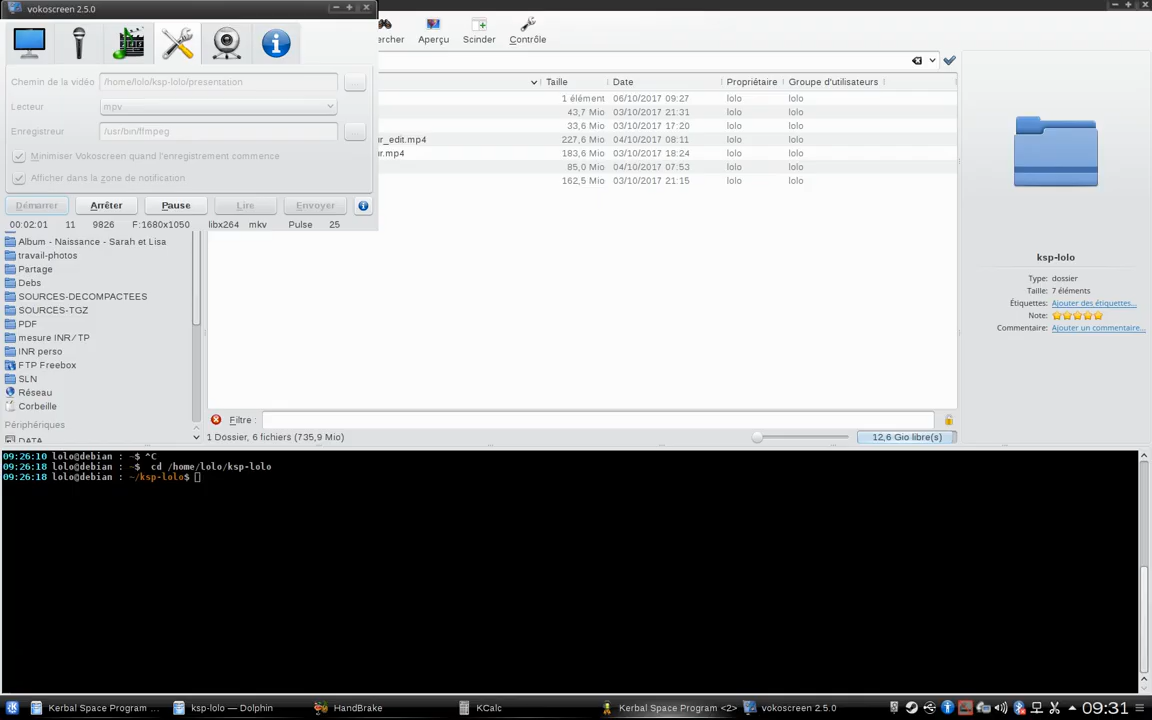 vokoscreen 2.5.0
Chemin de la vidéo
/home/lolo/ksp-lolo/presentation
Lecteur
mpv
Enregistreur
/usr/bin/ffmpeg
Minimiser Vokoscreen quand l'enregistrement commence
Afficher dans la zone de notification
Démarrer
Arrêter
Pause
Lire
Envoyer
00:02:01 11 9826 F:1680x1050 libx264 mkv Pulse 25
ercher Aperçu Scinder Contrôle
Taille Date Propriétaire Groupe d'utilisateurs
1 élément 06/10/2017 09:27 lolo lolo
43,7 Mio 03/10/2017 21:31 lolo lolo
33,6 Mio 03/10/2017 17:20 lolo lolo
ur_edit.mp4 227,6 Mio 04/10/2017 08:11 lolo lolo
ur.mp4 183,6 Mio 03/10/2017 18:24 lolo lolo
85,0 Mio 04/10/2017 07:53 lolo lolo
162,5 Mio 03/10/2017 21:15 lolo lolo
ksp-lolo
Type: dossier
Taille: 7 éléments
Étiquettes: Ajouter des étiquettes...
Note:
Commentaire: Ajouter un commentaire...
Album - Naissance - Sarah et Lisa
travail-photos
Partage
Debs
SOURCES-DECOMPACTEES
SOURCES-TGZ
PDF
mesure INR/TP
INR perso
FTP Freebox
SLN
Réseau
Corbeille
Périphériques
DATA
Filtre :
1 Dossier, 6 fichiers (735,9 Mio)
12,6 Gio libre(s)
09:26:10 lolo@debian : ~$ ^C
09:26:18 lolo@debian : ~$  cd /home/lolo/ksp-lolo
09:26:18 lolo@debian : ~/ksp-lolo$
Kerbal Space Program ...
ksp-lolo — Dolphin
HandBrake
KCalc
Kerbal Space Program <2>
vokoscreen 2.5.0
09:31